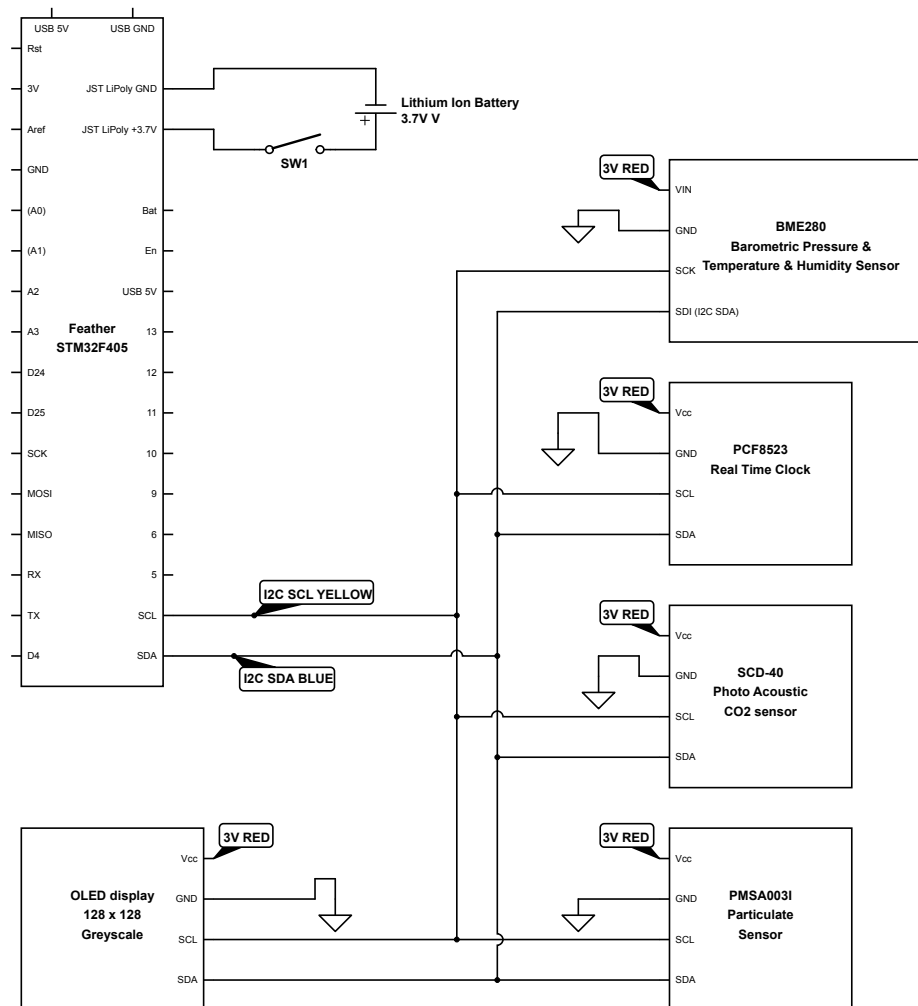 USB 5V
USB GND
Rst
3V
JST LiPoly GND
Aref
JST LiPoly +3.7V
GND
(A0)
Bat
(A1)
En
A2
USB 5V
A3
13
Feather
STM32F405
D24
12
D25
11
SCK
10
MOSI
9
MISO
6
RX
5
TX
SCL
D4
SDA
Lithium Ion Battery
3.7V V
+
SW1
I2C SCL YELLOW
I2C SDA BLUE
3V RED
VIN
GND
SCK
SDI (I2C SDA)
BME280
Barometric Pressure &
Temperature & Humidity Sensor
3V RED
Vcc
GND
SCL
SDA
PCF8523
Real Time Clock
3V RED
Vcc
GND
SCL
SDA
SCD-40
Photo Acoustic
CO2 sensor
3V RED
Vcc
GND
SCL
SDA
OLED display
128 x 128
Greyscale
3V RED
Vcc
GND
SCL
SDA
PMSA003I
Particulate
Sensor